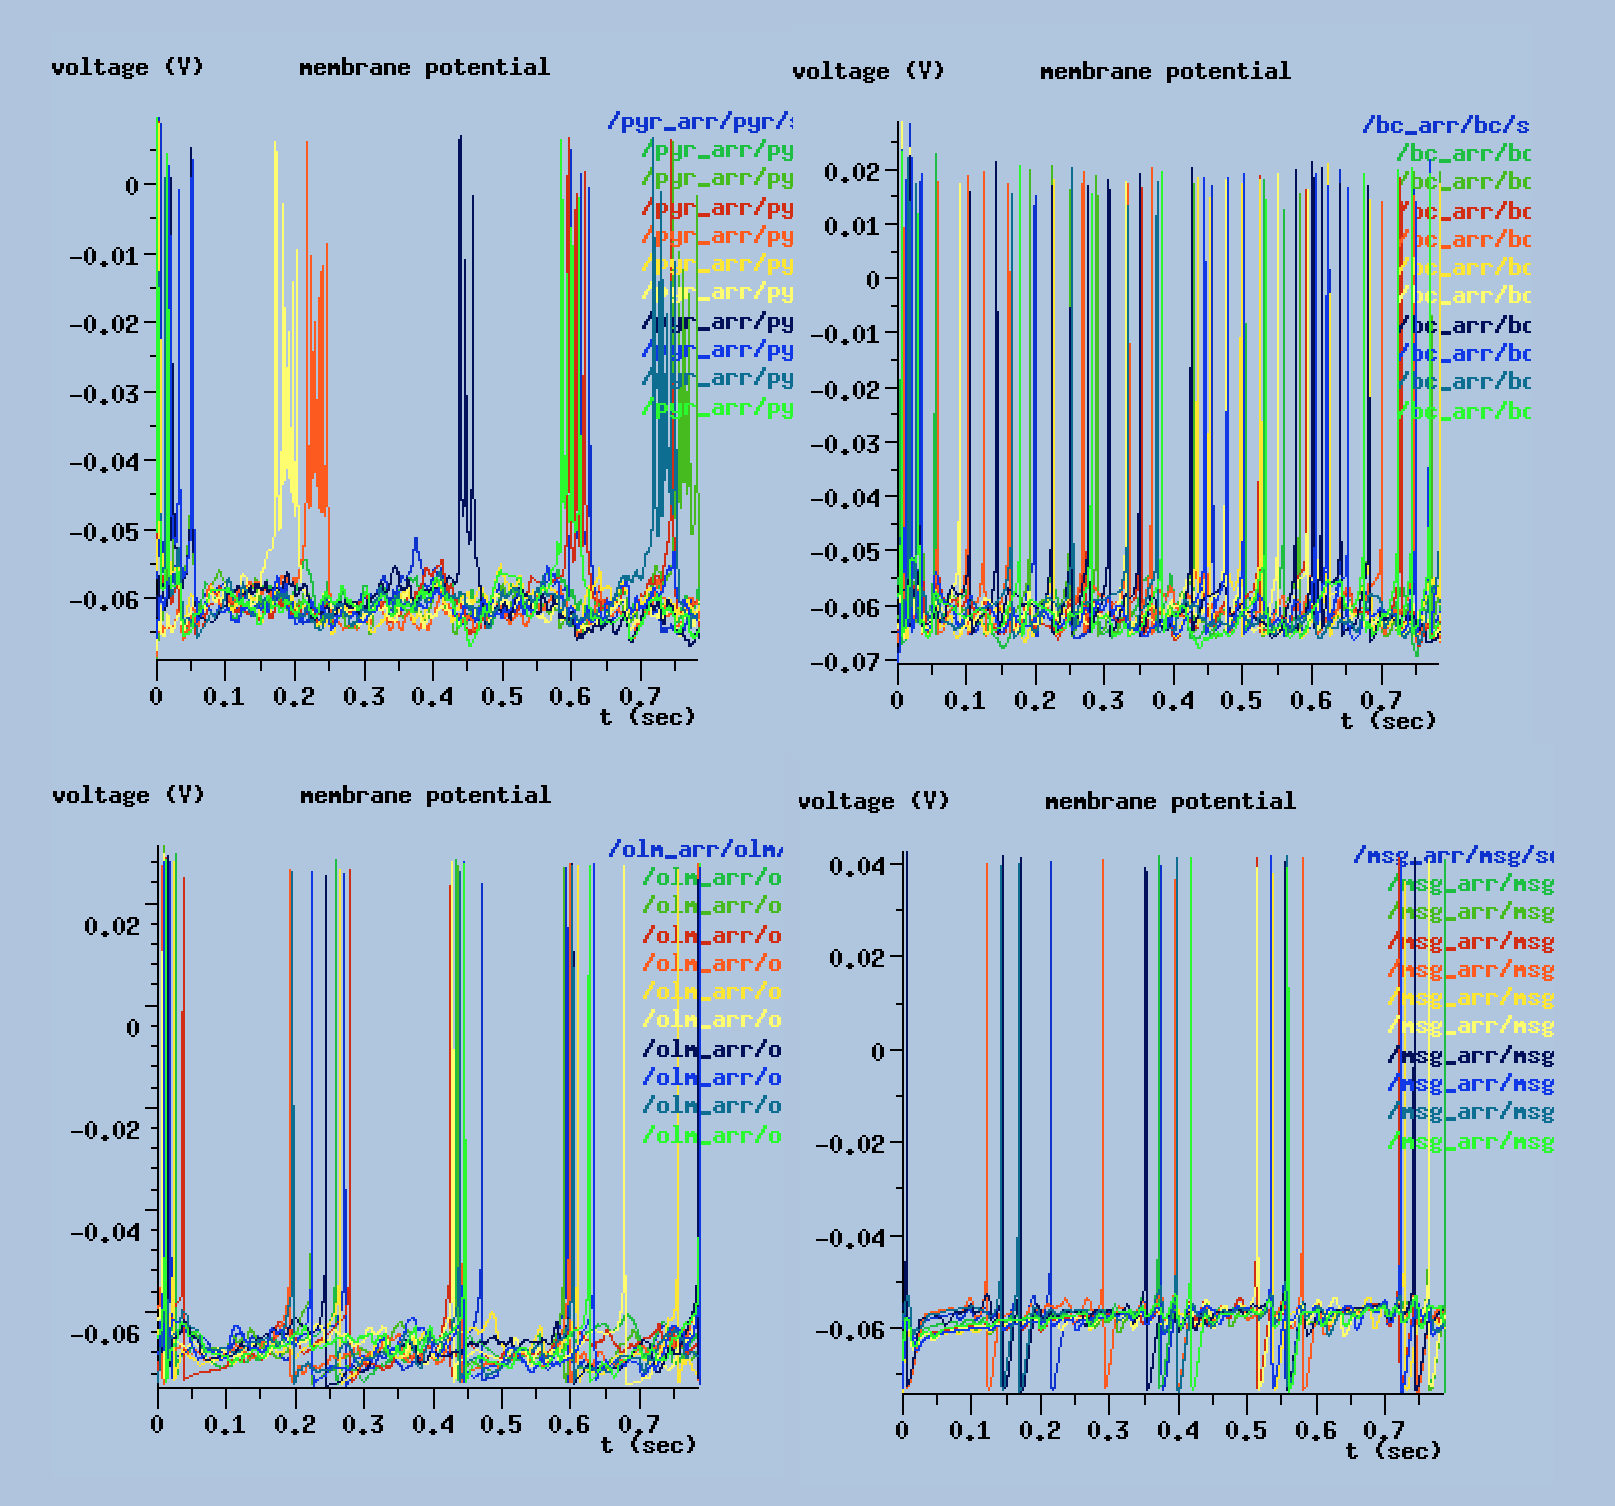 voltage (V) membrane potential
/pyr_arr/pyr/s
/pyr_arr/py
/pyr_arr/py
/pyr_arr/py
/pyr_arr/py
/pyr_arr/py
/pyr_arr/py
/pyr_arr/py
/pyr_arr/py
/pyr_arr/py
/pyr_arr/py
0
-0.01
-0.02
-0.03
-0.04
-0.05
-0.06
0 0.1 0.2 0.3 0.4 0.5 0.6 0.7
t (sec)
voltage (V) membrane potential
/bc_arr/bc/s
/bc_arr/bc
/bc_arr/bc
/bc_arr/bc
/bc_arr/bc
/bc_arr/bc
/bc_arr/bc
/bc_arr/bc
/bc_arr/bc
/bc_arr/bc
/bc_arr/bc
0.02
0.01
0
-0.01
-0.02
-0.03
-0.04
-0.05
-0.06
-0.07
0 0.1 0.2 0.3 0.4 0.5 0.6 0.7
t (sec)
voltage (V) membrane potential
/olm_arr/olm/
/olm_arr/o
/olm_arr/o
/olm_arr/o
/olm_arr/o
/olm_arr/o
/olm_arr/o
/olm_arr/o
/olm_arr/o
/olm_arr/o
/olm_arr/o
0.02
0
-0.02
-0.04
-0.06
0 0.1 0.2 0.3 0.4 0.5 0.6 0.7
t (sec)
voltage (V) membrane potential
/msg_arr/msg/so
/msg_arr/msg
/msg_arr/msg
/msg_arr/msg
/msg_arr/msg
/msg_arr/msg
/msg_arr/msg
/msg_arr/msg
/msg_arr/msg
/msg_arr/msg
/msg_arr/msg
0.04
0.02
0
-0.02
-0.04
-0.06
0 0.1 0.2 0.3 0.4 0.5 0.6 0.7
t (sec)